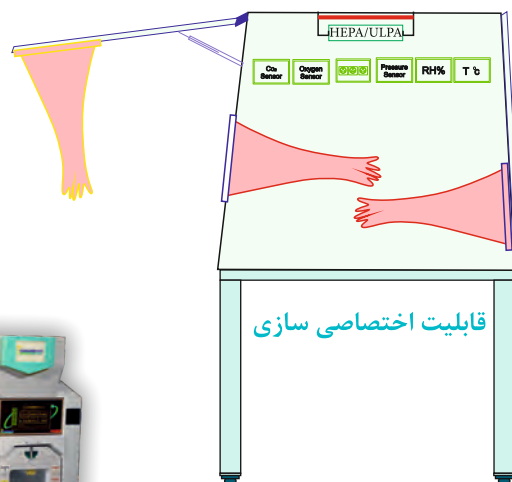 HEPA/ULPA
Co₂ Sensor
Oxygen Sensor
Pressure Sensor
RH%
T °c
قابلیت اختصاصی سازی